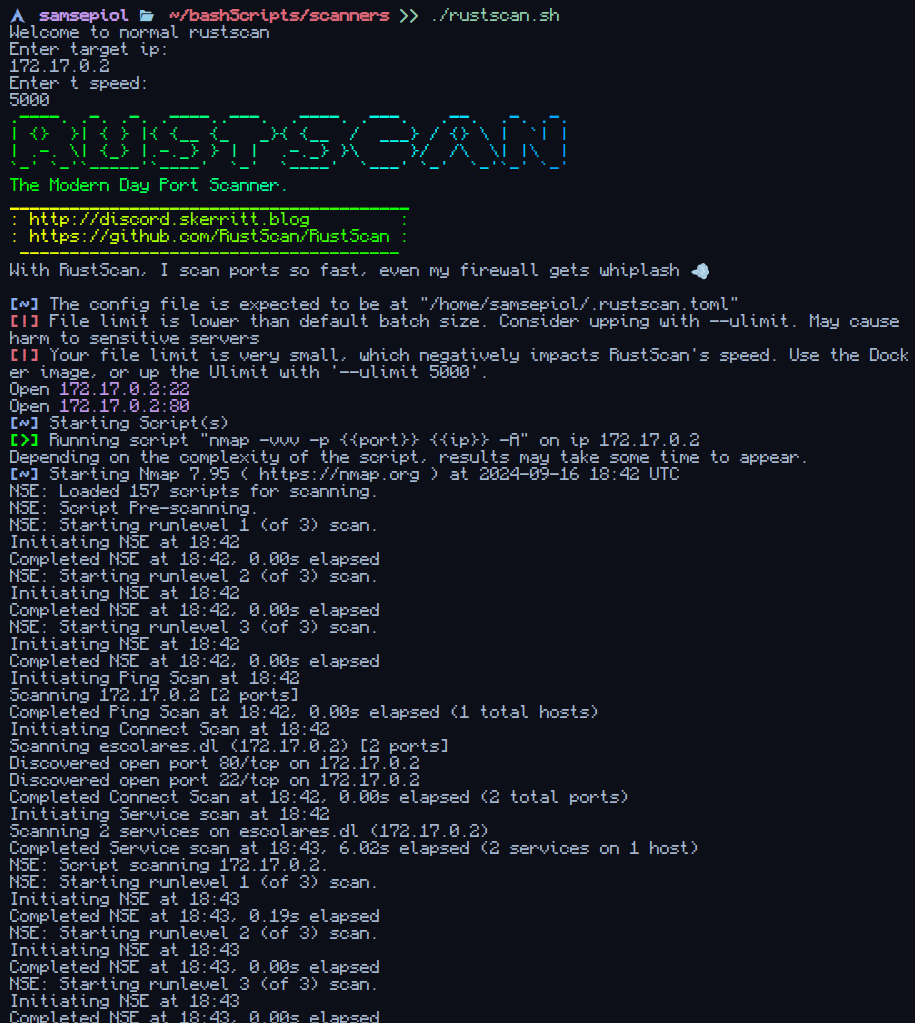 samsepiol ~/bashScripts/scanners >> ./rustscan.sh
Welcome to normal rustscan
Enter target ip:
172.17.0.2
Enter t speed:
5000
RUSTSCAN
The Modern Day Port Scanner.
: http://discord.skerritt.blog :
: https://github.com/RustScan/RustScan :
With RustScan, I scan ports so fast, even my firewall gets whiplash 💨
[~] The config file is expected to be at "/home/samsepiol/.rustscan.toml"
[!] File limit is lower than default batch size. Consider upping with --ulimit. May cause
harm to sensitive servers
[!] Your file limit is very small, which negatively impacts RustScan's speed. Use the Dock
er image, or up the Ulimit with '--ulimit 5000'.
Open 172.17.0.2:22
Open 172.17.0.2:80
[~] Starting Script(s)
[>] Running script "nmap -vvv -p {{port}} {{ip}} -A" on ip 172.17.0.2
Depending on the complexity of the script, results may take some time to appear.
[~] Starting Nmap 7.95 ( https://nmap.org ) at 2024-09-16 18:42 UTC
NSE: Loaded 157 scripts for scanning.
NSE: Script Pre-scanning.
NSE: Starting runlevel 1 (of 3) scan.
Initiating NSE at 18:42
Completed NSE at 18:42, 0.00s elapsed
NSE: Starting runlevel 2 (of 3) scan.
Initiating NSE at 18:42
Completed NSE at 18:42, 0.00s elapsed
NSE: Starting runlevel 3 (of 3) scan.
Initiating NSE at 18:42
Completed NSE at 18:42, 0.00s elapsed
Initiating Ping Scan at 18:42
Scanning 172.17.0.2 [2 ports]
Completed Ping Scan at 18:42, 0.00s elapsed (1 total hosts)
Initiating Connect Scan at 18:42
Scanning escolares.dl (172.17.0.2) [2 ports]
Discovered open port 80/tcp on 172.17.0.2
Discovered open port 22/tcp on 172.17.0.2
Completed Connect Scan at 18:42, 0.00s elapsed (2 total ports)
Initiating Service scan at 18:42
Scanning 2 services on escolares.dl (172.17.0.2)
Completed Service scan at 18:43, 6.02s elapsed (2 services on 1 host)
NSE: Script scanning 172.17.0.2.
NSE: Starting runlevel 1 (of 3) scan.
Initiating NSE at 18:43
Completed NSE at 18:43, 0.19s elapsed
NSE: Starting runlevel 2 (of 3) scan.
Initiating NSE at 18:43
Completed NSE at 18:43, 0.00s elapsed
NSE: Starting runlevel 3 (of 3) scan.
Initiating NSE at 18:43
Completed NSE at 18:43, 0.00s elapsed